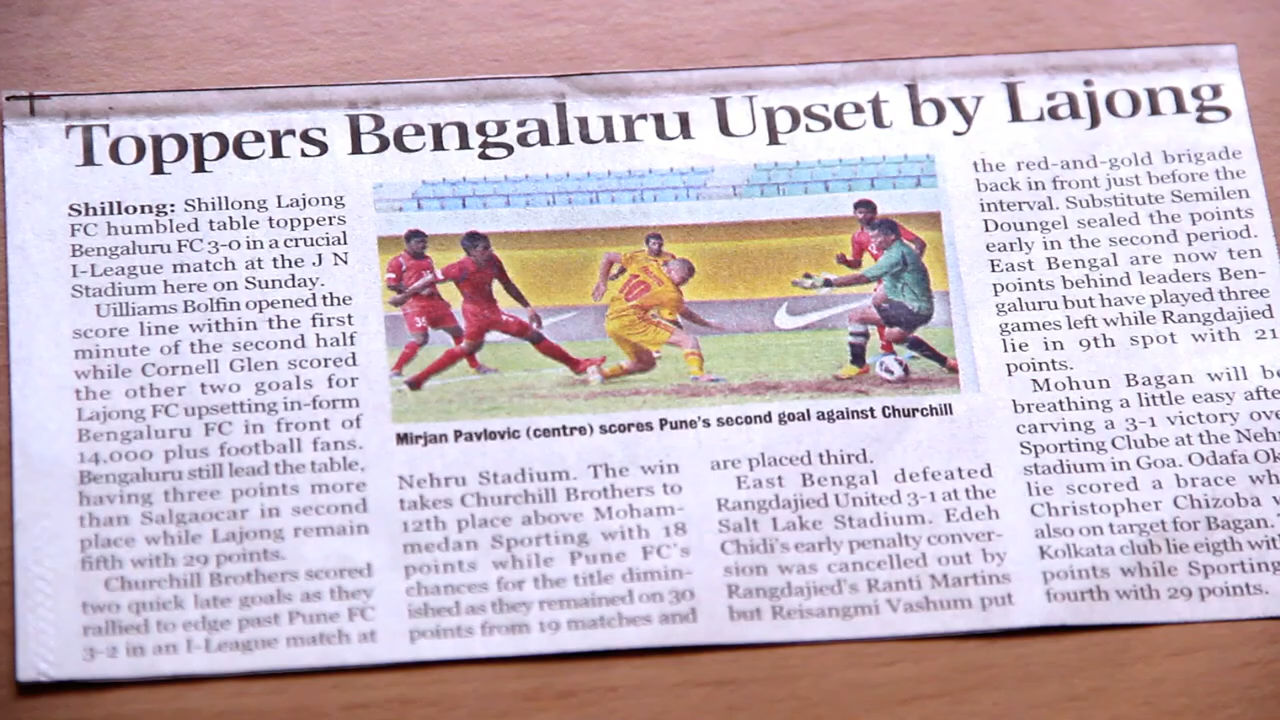 Toppers Bengaluru Upset by Lajong
Shillong: Shillong Lajong
FC humbled table toppers
Bengaluru FC 3-0 in a crucial
I-League match at the J N
Stadium here on Sunday.
Uilliams Bolfin opened the
score line within the first
minute of the second half
while Cornell Glen scored
the other two goals for
Lajong FC upsetting in-form
Bengaluru FC in front of
14,000 plus football fans.
Bengaluru still lead the table,
having three points more
than Salgaocar in second
place while Lajong remain
fifth with 29 points.
Churchill Brothers scored
two quick late goals as they
rallied to edge past Pune FC
3-2 in an I-League match at
10
34
Mirjan Pavlovic (centre) scores Pune's second goal against Churchill
Nehru Stadium. The win
takes Churchill Brothers to
12th place above Moham-
medan Sporting with 18
points while Pune FC's
chances for the title dimin-
ished as they remained on 30
points from 19 matches and
are placed third.
East Bengal defeated
Rangdajied United 3-1 at the
Salt Lake Stadium. Edeh
Chidi's early penalty conver-
sion was cancelled out by
Rangdajied's Ranti Martins
but Reisangmi Vashum put
the red-and-gold brigade
back in front just before the
interval. Substitute Semilen
Doungel sealed the points
early in the second period.
East Bengal are now ten
points behind leaders Ben-
galuru but have played three
games left while Rangdajied
lie in 9th spot with 21
points.
Mohun Bagan will be
breathing a little easy afte
carving a 3-1 victory ove
Sporting Clube at the Nehr
stadium in Goa. Odafa Ok
lie scored a brace wh
Christopher Chizoba
also on target for Bagan.
Kolkata club lie eigth wit
points while Sporting
fourth with 29 points.